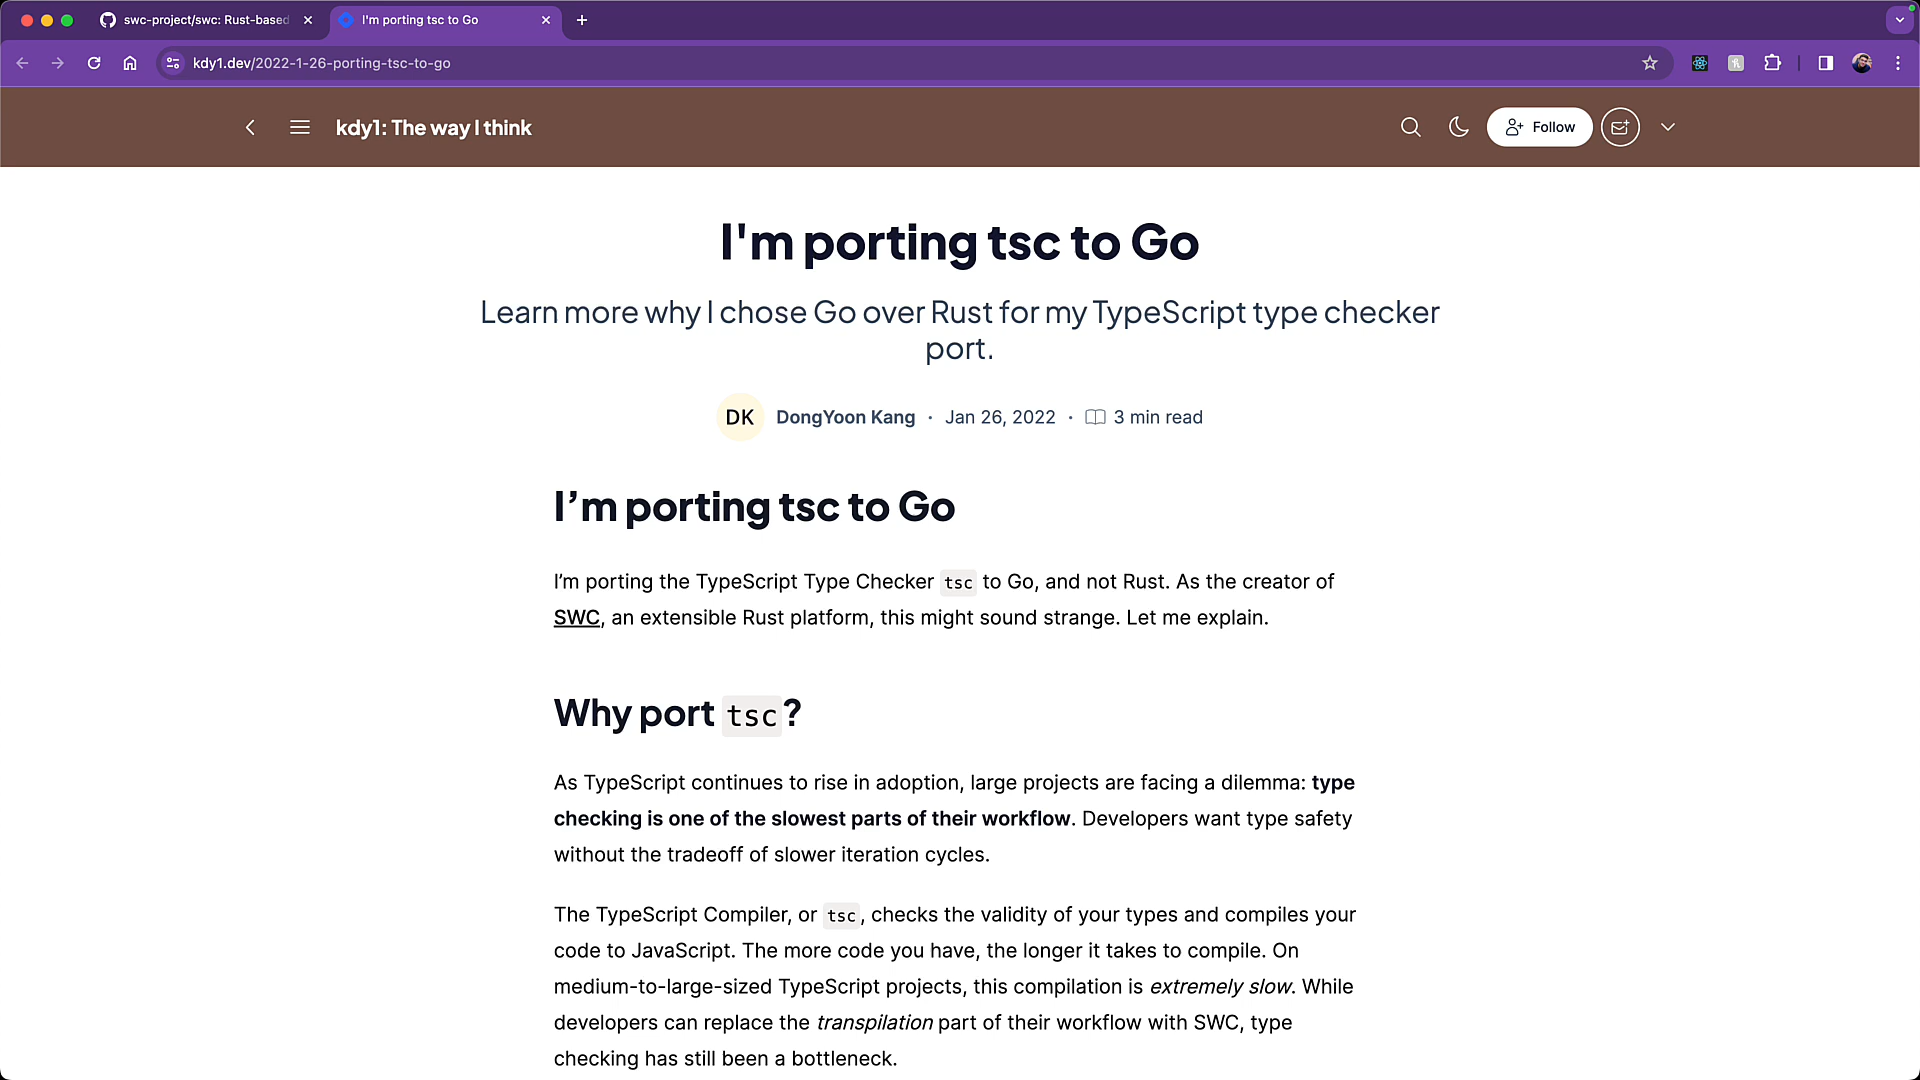 swc-project/swc: Rust-based
I'm porting tsc to Go
kdy1.dev/2022-1-26-porting-tsc-to-go
kdy1: The way I think
Follow
I'm porting tsc to Go
Learn more why I chose Go over Rust for my TypeScript type checker
port.
DK DongYoon Kang · Jan 26, 2022 · 3 min read
I’m porting tsc to Go
I’m porting the TypeScript Type Checker tsc to Go, and not Rust. As the creator of
SWC, an extensible Rust platform, this might sound strange. Let me explain.
Why port tsc?
As TypeScript continues to rise in adoption, large projects are facing a dilemma: type
checking is one of the slowest parts of their workflow. Developers want type safety
without the tradeoff of slower iteration cycles.
The TypeScript Compiler, or tsc, checks the validity of your types and compiles your
code to JavaScript. The more code you have, the longer it takes to compile. On
medium-to-large-sized TypeScript projects, this compilation is extremely slow. While
developers can replace the transpilation part of their workflow with SWC, type
checking has still been a bottleneck.